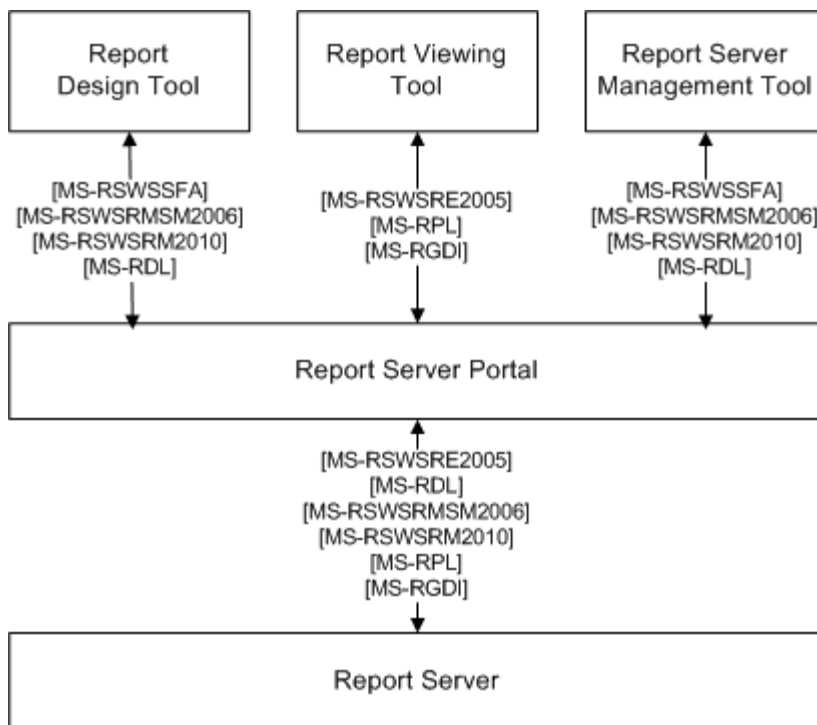 Report
Design Tool
Report Viewing
Tool
Report Server
Management Tool
[MS-RSWSSFA]
[MS-RSWSRMSM2006]
[MS-RSWSRM2010]
[MS-RDL]
[MS-RSWSRE2005]
[MS-RPL]
[MS-RGDI]
[MS-RSWSSFA]
[MS-RSWSRMSM2006]
[MS-RSWSRM2010]
[MS-RDL]
Report Server Portal
[MS-RSWSRE2005]
[MS-RDL]
[MS-RSWSRMSM2006]
[MS-RSWSRM2010]
[MS-RPL]
[MS-RGDI]
Report Server